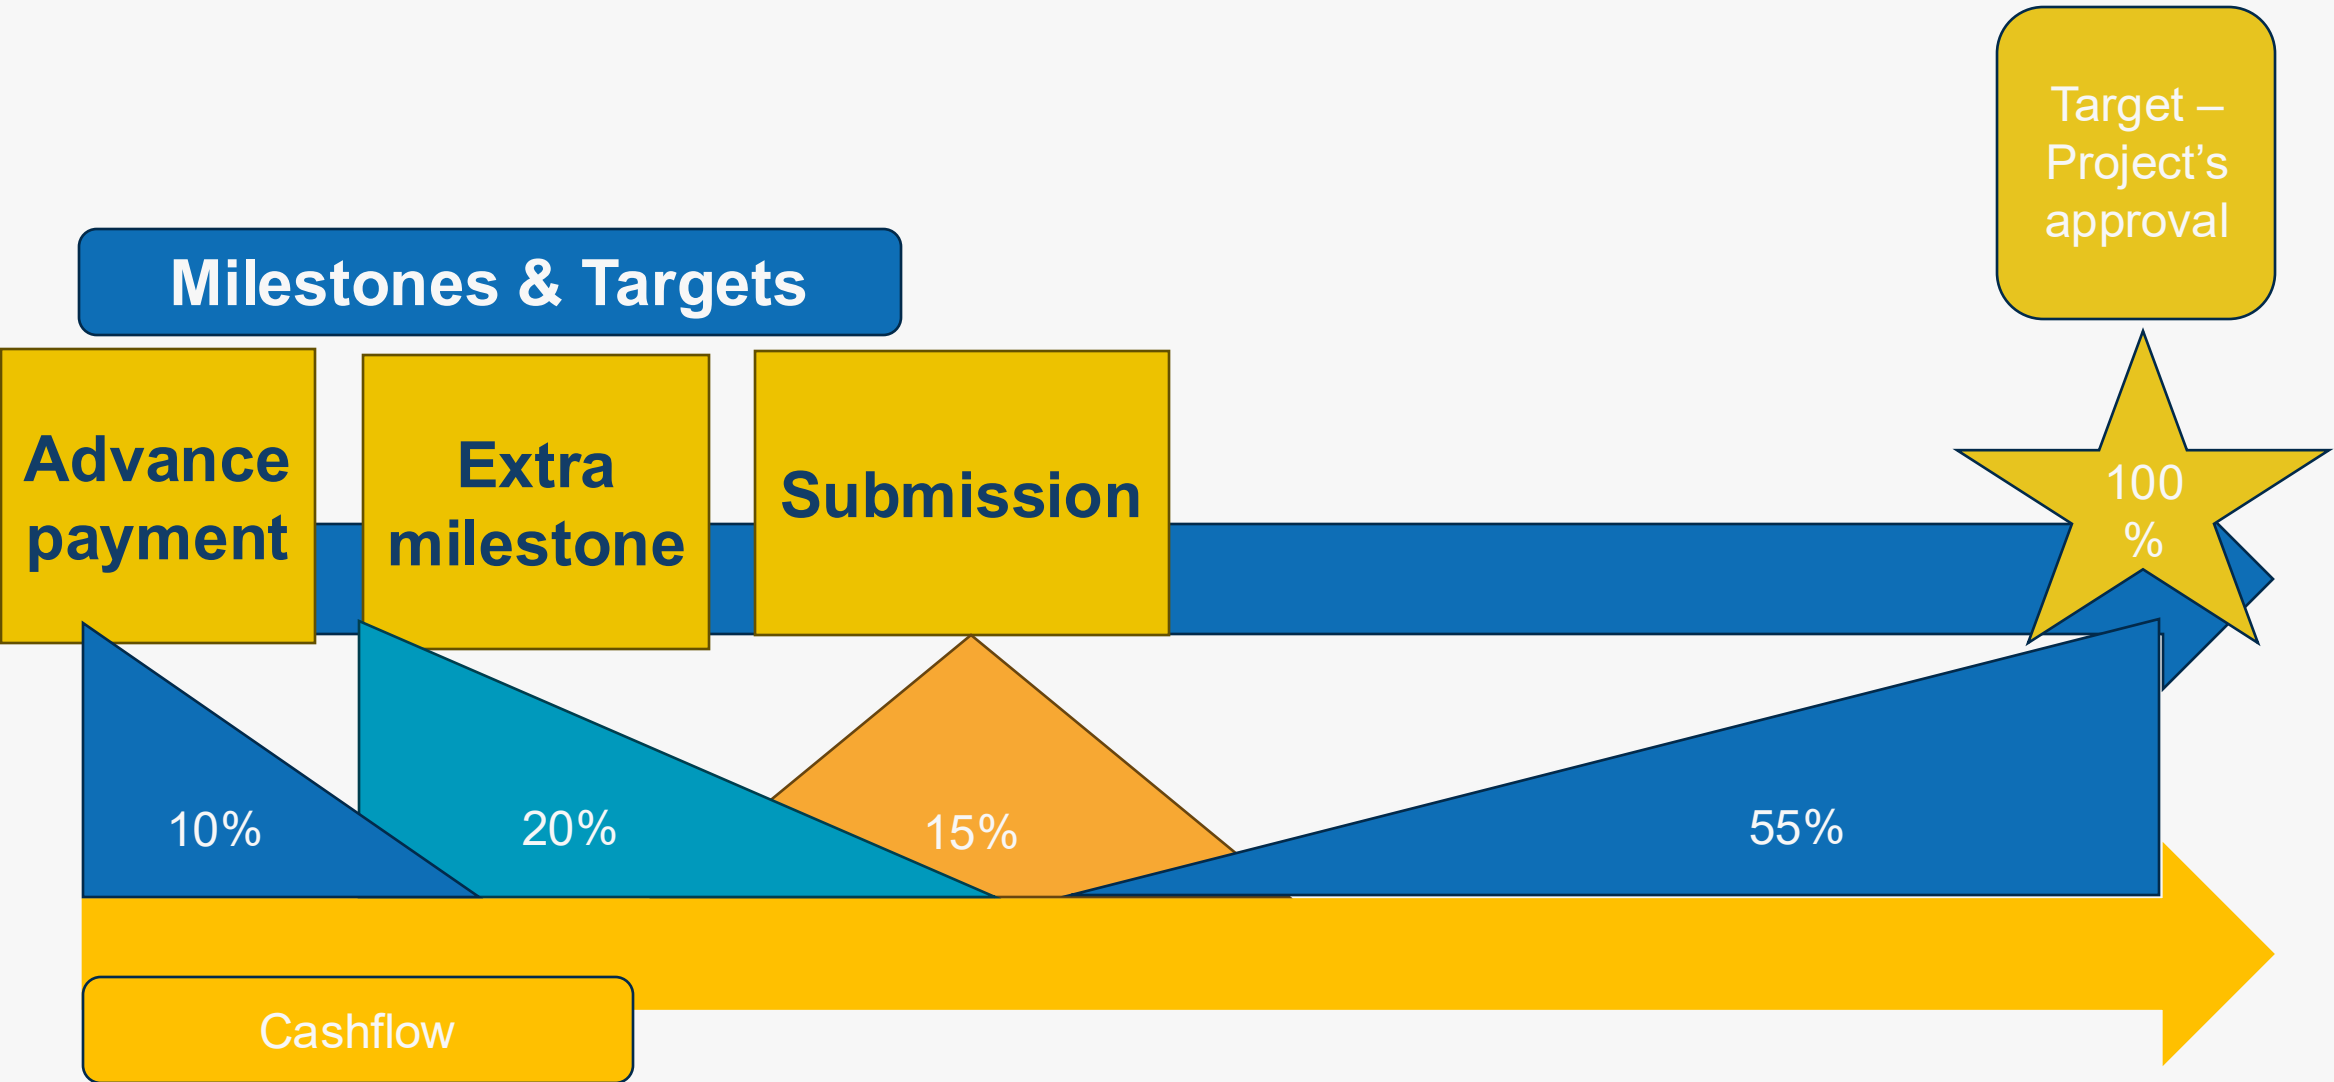 Target –
Project’s
approval
Milestones & Targets
Advance
payment
Extra
milestone
Submission
100
%
10%
20%
15%
55%
Cashflow